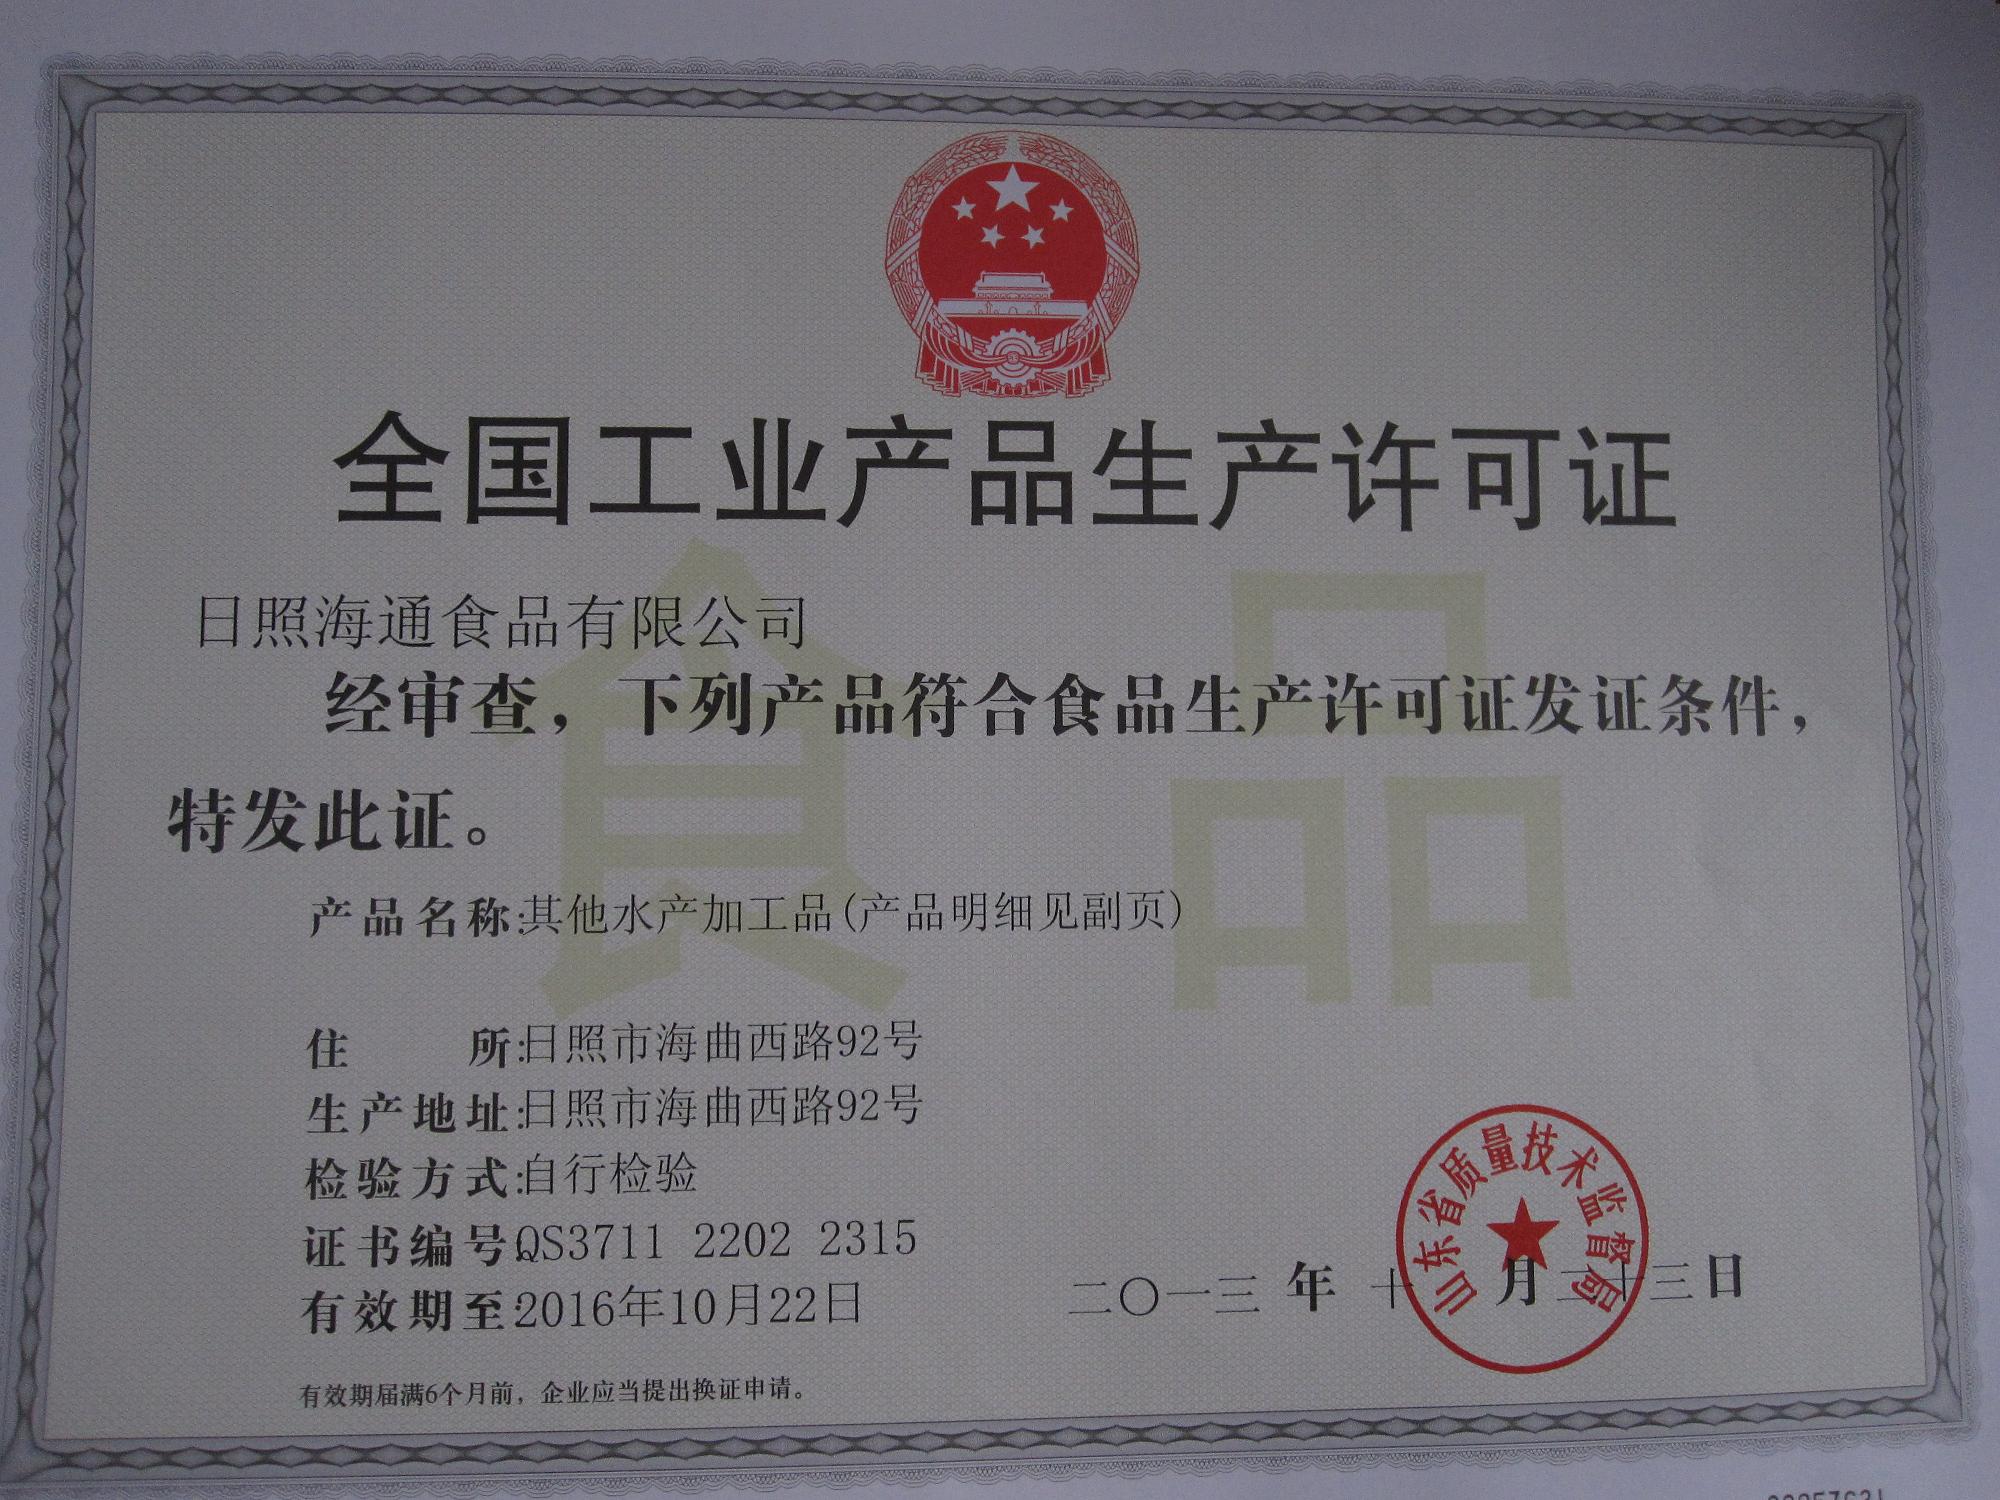 全国工业产品生产许可证
食品
日照海通食品有限公司
经审查，下列产品符合食品生产许可证发证条件，
特发此证。
产品名称:其他水产加工品(产品明细见副页)
住 所:日照市海曲西路92号
生产地址:日照市海曲西路92号
检验方式:自行检验
证书编号:QS3711 2202 2315
有效期至:2016年10月22日
二〇一三 年 十 月 二十三 日
山东省质量技术监督局
有效期届满6个月前，企业应当提出换证申请。